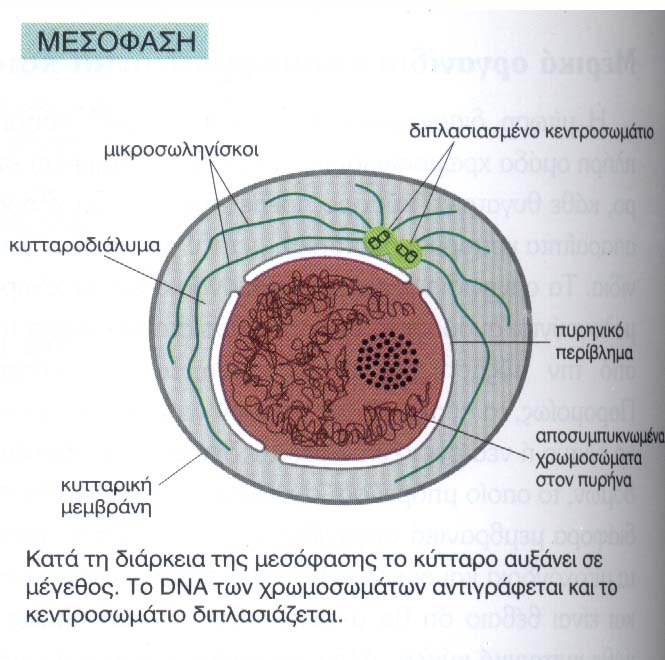 ΜΕΣΟΦΑΣΗ
διπλασιασμένο κεντροσωμάτιο
μικροσωληνίσκοι
κυτταροδιάλυμα
πυρηνικό
περίβλημα
αποσυμπυκνωμένα
χρωμοσώματα
στον πυρήνα
κυτταρική
μεμβράνη
Κατά τη διάρκεια της μεσόφασης το κύτταρο αυξάνει σε
μέγεθος. Το DNA των χρωμοσωμάτων αντιγράφεται και το
κεντροσωμάτιο διπλασιάζεται.